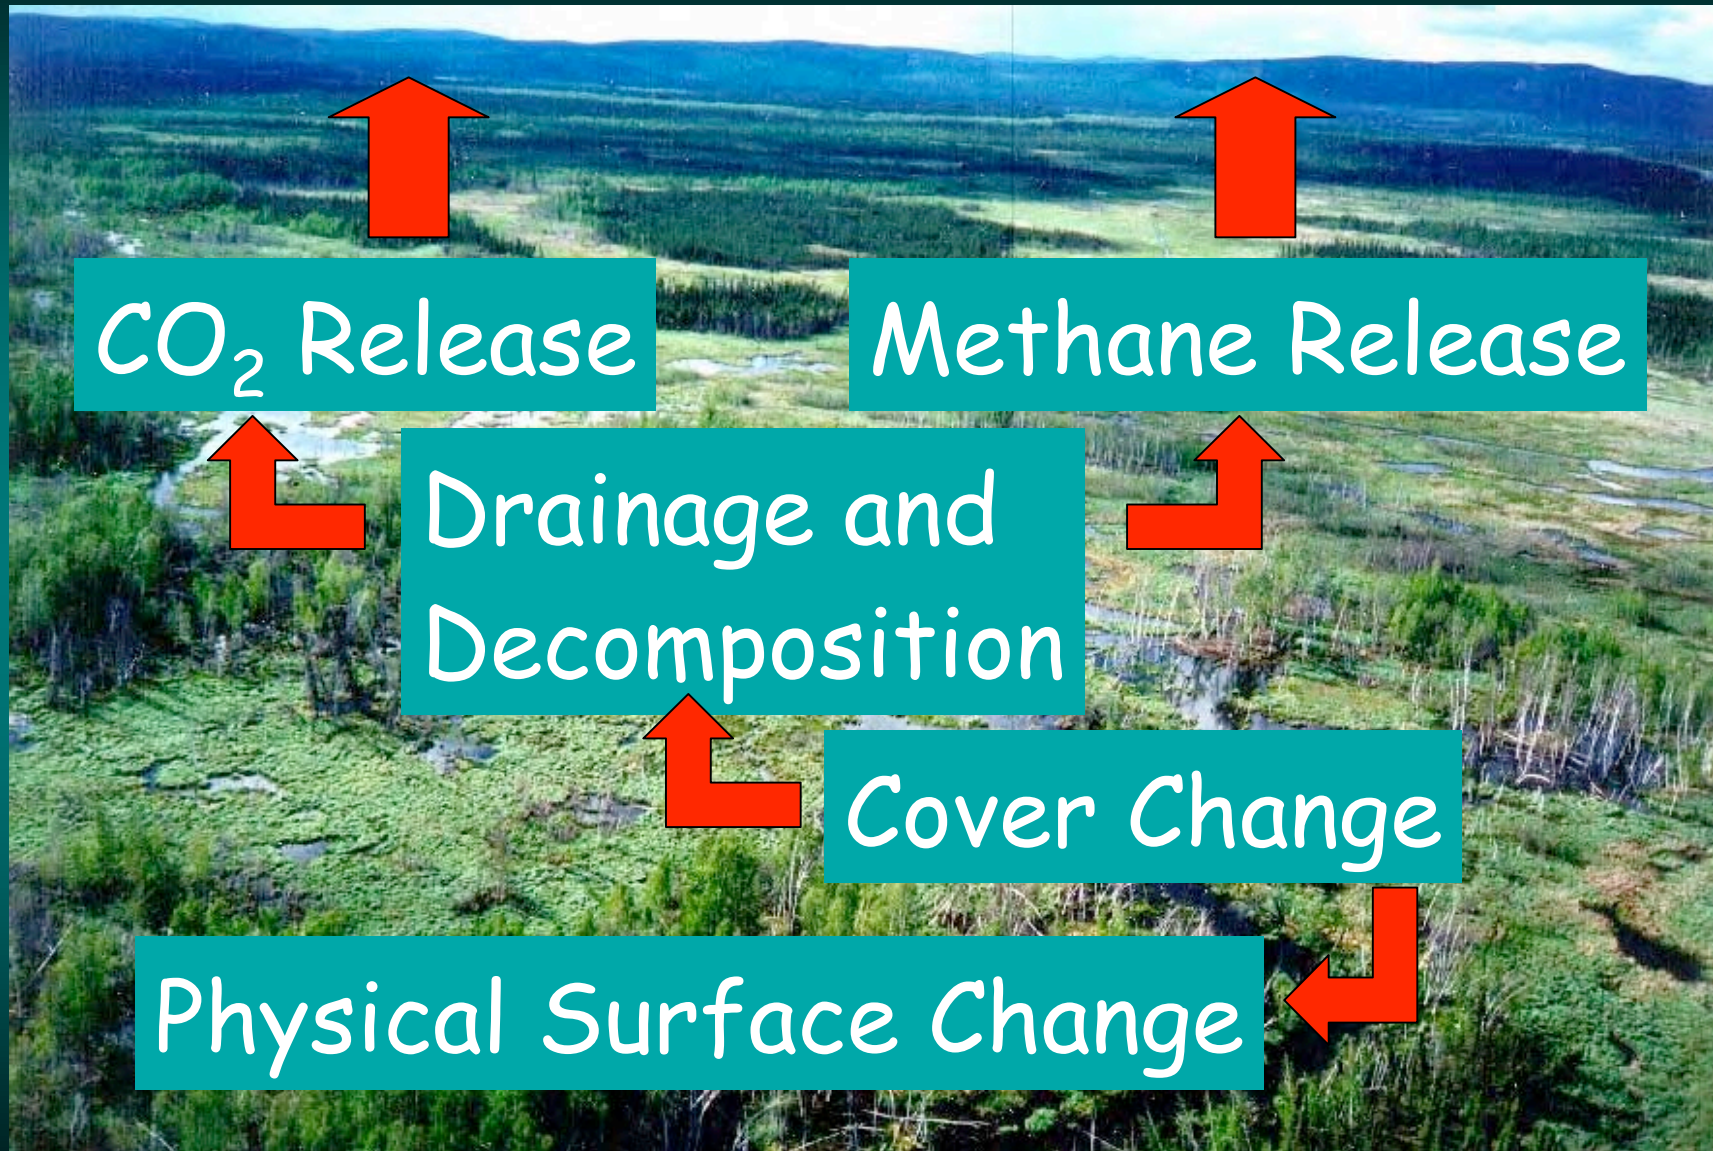 CO₂ Release
Methane Release
Drainage and
Decomposition
Cover Change
Physical Surface Change